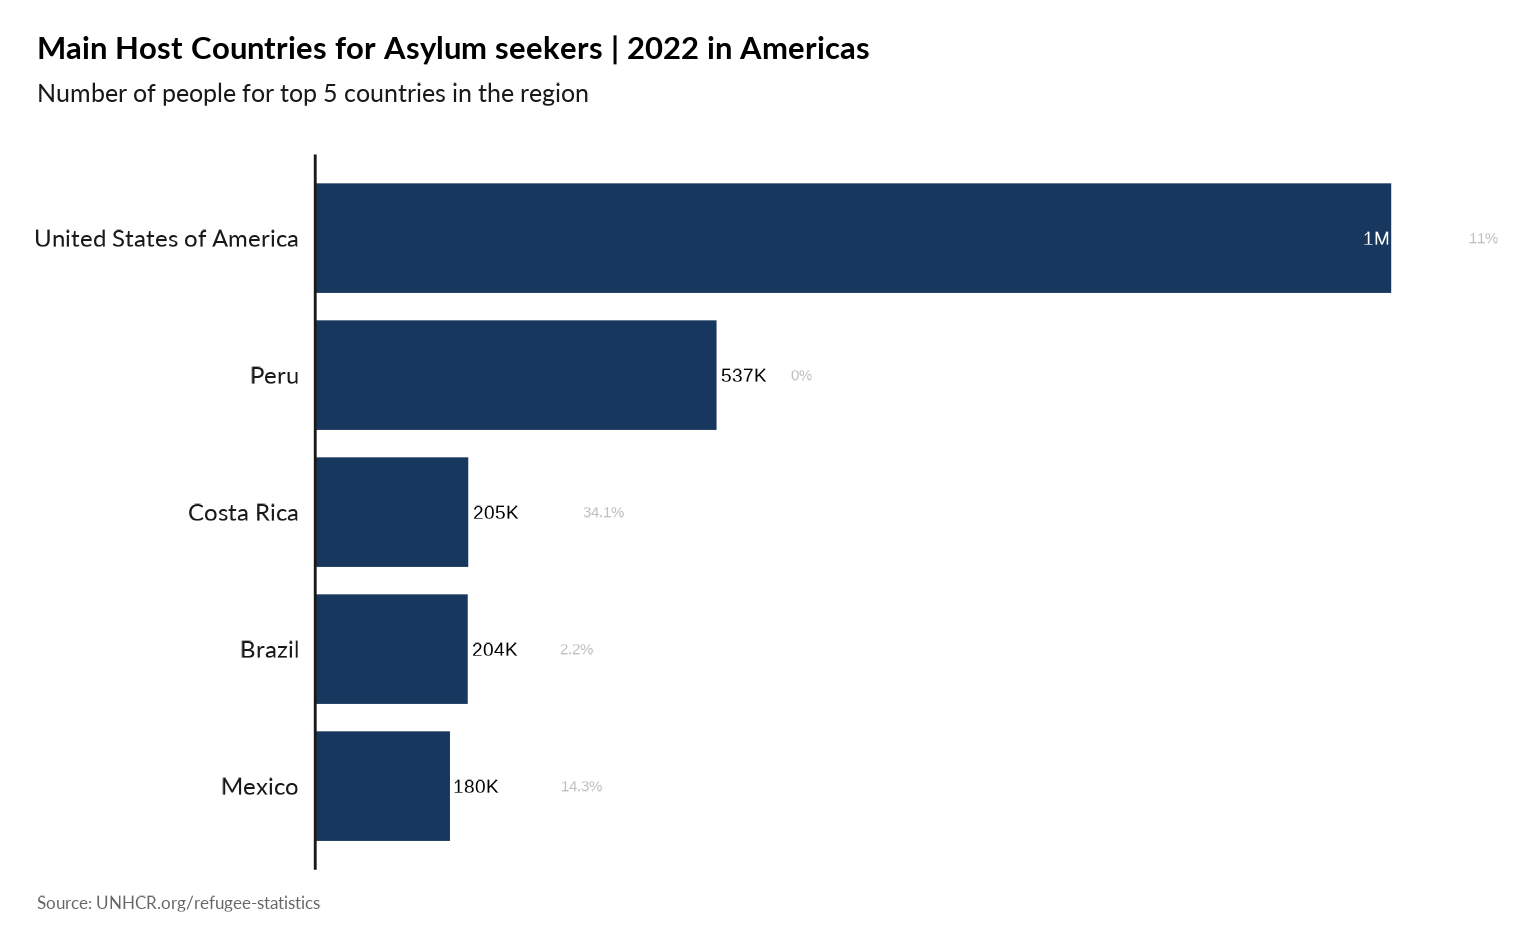 Main Host Countries for Asylum seekers | 2022 in Americas
Number of people for top 5 countries in the region
United States of America 1M 11%
Peru 537K 0%
Costa Rica 205K 34.1%
Brazil 204K 2.2%
Mexico 180K 14.3%
Source: UNHCR.org/refugee-statistics